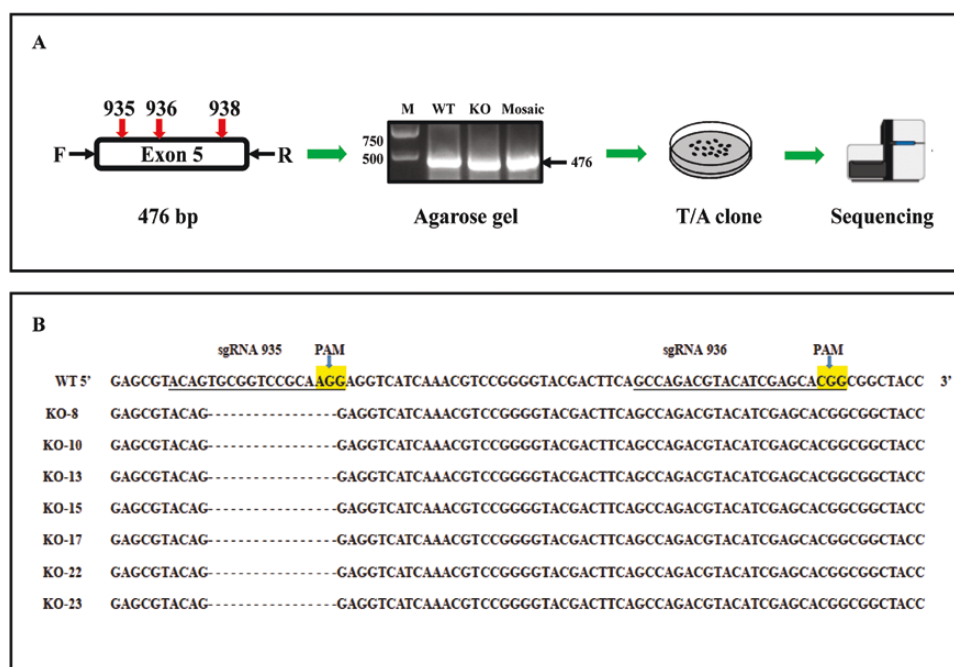 A
935 936 938
F Exon 5 R
476 bp
M WT KO Mosaic
750
500
476
Agarose gel
T/A clone
Sequencing
B
sgRNA 935 PAM sgRNA 936 PAM
WT 5’ GAGCGTACAGTGCGGTCCGCAAGGAGGTCATCAAACGTCCGGGGTACGACTTCAGCCAGACGTACATCGAGCACGGCGGCTACC 3’
KO-8 GAGCGTACAG-------------GAGGTCATCAAACGTCCGGGGTACGACTTCAGCCAGACGTACATCGAGCACGGCGGCTACC
KO-10 GAGCGTACAG-------------GAGGTCATCAAACGTCCGGGGTACGACTTCAGCCAGACGTACATCGAGCACGGCGGCTACC
KO-13 GAGCGTACAG-------------GAGGTCATCAAACGTCCGGGGTACGACTTCAGCCAGACGTACATCGAGCACGGCGGCTACC
KO-15 GAGCGTACAG-------------GAGGTCATCAAACGTCCGGGGTACGACTTCAGCCAGACGTACATCGAGCACGGCGGCTACC
KO-17 GAGCGTACAG-------------GAGGTCATCAAACGTCCGGGGTACGACTTCAGCCAGACGTACATCGAGCACGGCGGCTACC
KO-22 GAGCGTACAG-------------GAGGTCATCAAACGTCCGGGGTACGACTTCAGCCAGACGTACATCGAGCACGGCGGCTACC
KO-23 GAGCGTACAG-------------GAGGTCATCAAACGTCCGGGGTACGACTTCAGCCAGACGTACATCGAGCACGGCGGCTACC